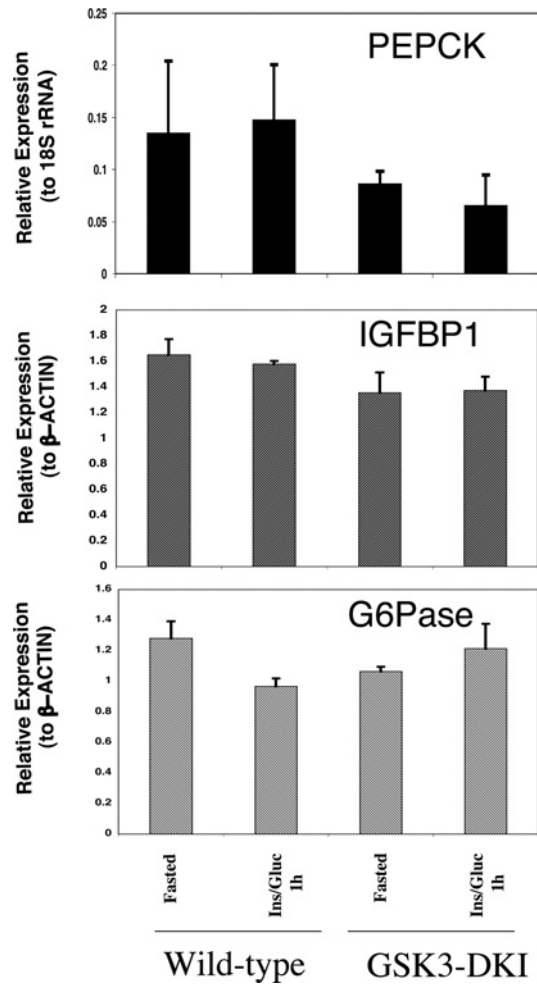 PEPCK
Relative Expression
(to 18S rRNA)
0.25
0.2
0.15
0.1
0.05
0
IGFBP1
Relative Expression
(to β–ACTIN)
2
1.8
1.6
1.4
1.2
1
0.8
0.6
0.4
0.2
0
G6Pase
Relative Expression
(to β–ACTIN)
1.6
1.4
1.2
1
0.8
0.6
0.4
0.2
0
Fasted
Ins/Gluc
1h
Fasted
Ins/Gluc
1h
Wild-type
GSK3-DKI